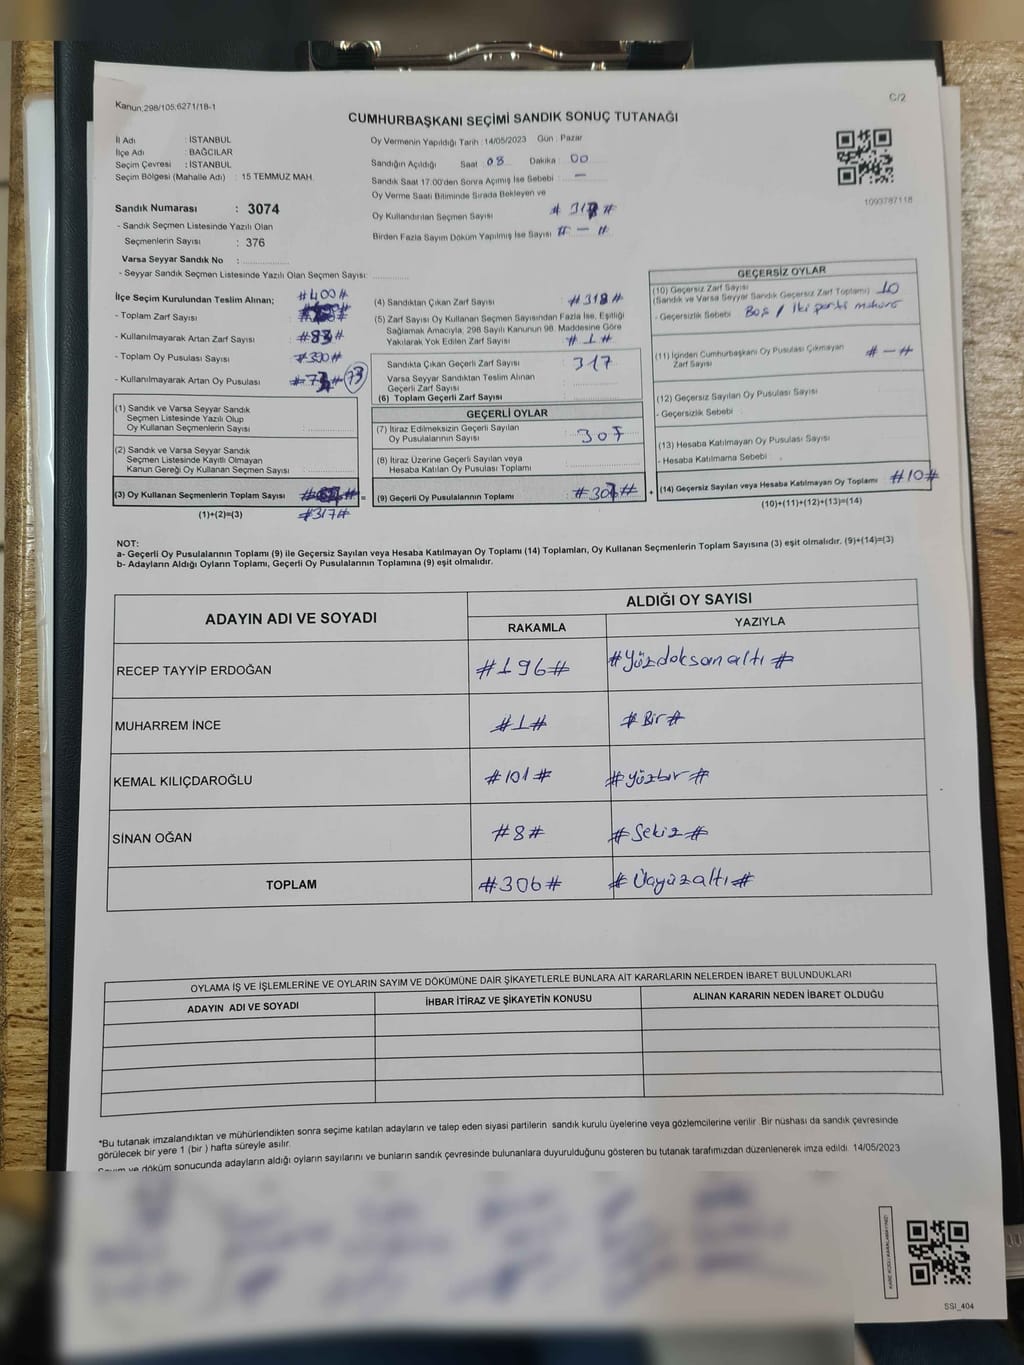 Kanun,298/105,6271/18-1
C/2
CUMHURBAŞKANI SEÇİMİ SANDIK SONUÇ TUTANAĞI
İl Adı : İSTANBUL
İlçe Adı : BAĞCILAR
Seçim Çevresi : İSTANBUL
Seçim Bölgesi (Mahalle Adı) : 15 TEMMUZ MAH.
Sandık Numarası : 3074
- Sandık Seçmen Listesinde Yazılı Olan
Seçmenlerin Sayısı : 376
Varsa Seyyar Sandık No :
- Seyyar Sandık Seçmen Listesinde Yazılı Olan Seçmen Sayısı:
Oy Vermenin Yapıldığı Tarih : 14/05/2023 Gün : Pazar
Sandığın Açıldığı Saat : 08 Dakika : 00
Sandık Saat 17.00'den Sonra Açılmış İse Sebebi : —
Oy Verme Saati Bitiminde Sırada Bekleyen ve
Oy Kullandırılan Seçmen Sayısı
Birden Fazla Sayım Döküm Yapılmış İse Sayısı # — #
1093787118
İlçe Seçim Kurulundan Teslim Alınan; #400#
- Toplam Zarf Sayısı
- Kullanılmayarak Artan Zarf Sayısı
- Toplam Oy Pusulası Sayısı
- Kullanılmayarak Artan Oy Pusulası 73
(1) Sandık ve Varsa Seyyar Sandık
Seçmen Listesinde Yazılı Olup
Oy Kullanan Seçmenlerin Sayısı :
(2) Sandık ve Varsa Seyyar Sandık
Seçmen Listesinde Kayıtlı Olmayan
Kanun Gereği Oy Kullanan Seçmen Sayısı :
(3) Oy Kullanan Seçmenlerin Toplam Sayısı =
#317#
(1)+(2)=(3)
(4) Sandıktan Çıkan Zarf Sayısı : #318#
(5) Zarf Sayısı Oy Kullanan Seçmen Sayısından Fazla İse, Eşitliği
Sağlamak Amacıyla, 298 Sayılı Kanunun 98. Maddesine Göre
Yakılarak Yok Edilen Zarf Sayısı : #1#
Sandıkta Çıkan Geçerli Zarf Sayısı : 317
Varsa Seyyar Sandıktan Teslim Alınan
Geçerli Zarf Sayısı
(6) Toplam Geçerli Zarf Sayısı
GEÇERLİ OYLAR
(7) İtiraz Edilmeksizin Geçerli Sayılan
Oy Pusulalarının Sayısı : 307
(8) İtiraz Üzerine Geçerli Sayılan veya
Hesaba Katılan Oy Pusulası Toplamı
(9) Geçerli Oy Pusulalarının Toplamı +
GEÇERSİZ OYLAR
(10) Geçersiz Zarf Sayısı
(Sandık ve Varsa Seyyar Sandık Geçersiz Zarf Toplamı) : 10
- Geçersizlik Sebebi : Boş / iki parti mührü
(11) İçinden Cumhurbaşkanı Oy Pusulası Çıkmayan
Zarf Sayısı # — #
(12) Geçersiz Sayılan Oy Pusulası Sayısı
- Geçersizlik Sebebi :
(13) Hesaba Katılmayan Oy Pusulası Sayısı
- Hesaba Katılmama Sebebi :
(14) Geçersiz Sayılan veya Hesaba Katılmayan Oy Toplamı #10#
(10)+(11)+(12)+(13)=(14)
NOT:
a- Geçerli Oy Pusulalarının Toplamı (9) ile Geçersiz Sayılan veya Hesaba Katılmayan Oy Toplamı (14) Toplamları, Oy Kullanan Seçmenlerin Toplam Sayısına (3) eşit olmalıdır. (9)+(14)=(3)
b- Adayların Aldığı Oyların Toplamı, Geçerli Oy Pusulalarının Toplamına (9) eşit olmalıdır.
ADAYIN ADI VE SOYADI
ALDIĞI OY SAYISI
RAKAMLA YAZIYLA
RECEP TAYYİP ERDOĞAN #196# #Yüzdoksanaltı#
MUHARREM İNCE #1# #Bir#
KEMAL KILIÇDAROĞLU #101# #Yüzbir#
SİNAN OĞAN #8# #Sekiz#
TOPLAM #306# #Üçyüzaltı#
OYLAMA İŞ VE İŞLEMLERİNE VE OYLARIN SAYIM VE DÖKÜMÜNE DAİR ŞİKAYETLERLE BUNLARA AİT KARARLARIN NELERDEN İBARET BULUNDUKLARI
ADAYIN ADI VE SOYADI İHBAR İTİRAZ VE ŞİKAYETİN KONUSU ALINAN KARARIN NEDEN İBARET OLDUĞU
*Bu tutanak imzalandıktan ve mühürlendikten sonra seçime katılan adayların ve talep eden siyasi partilerin sandık kurulu üyelerine veya gözlemcilerine verilir. Bir nüshası da sandık çevresinde
görülecek bir yere 1 (bir ) hafta süreyle asılır.
Sayım ve döküm sonucunda adayların aldığı oyların sayılarını ve bunların sandık çevresinde bulunanlara duyurulduğunu gösteren bu tutanak tarafımızdan düzenlenerek imza edildi. 14/05/2023
KARE KODU KARALAMAYINIZ!
SSI_404